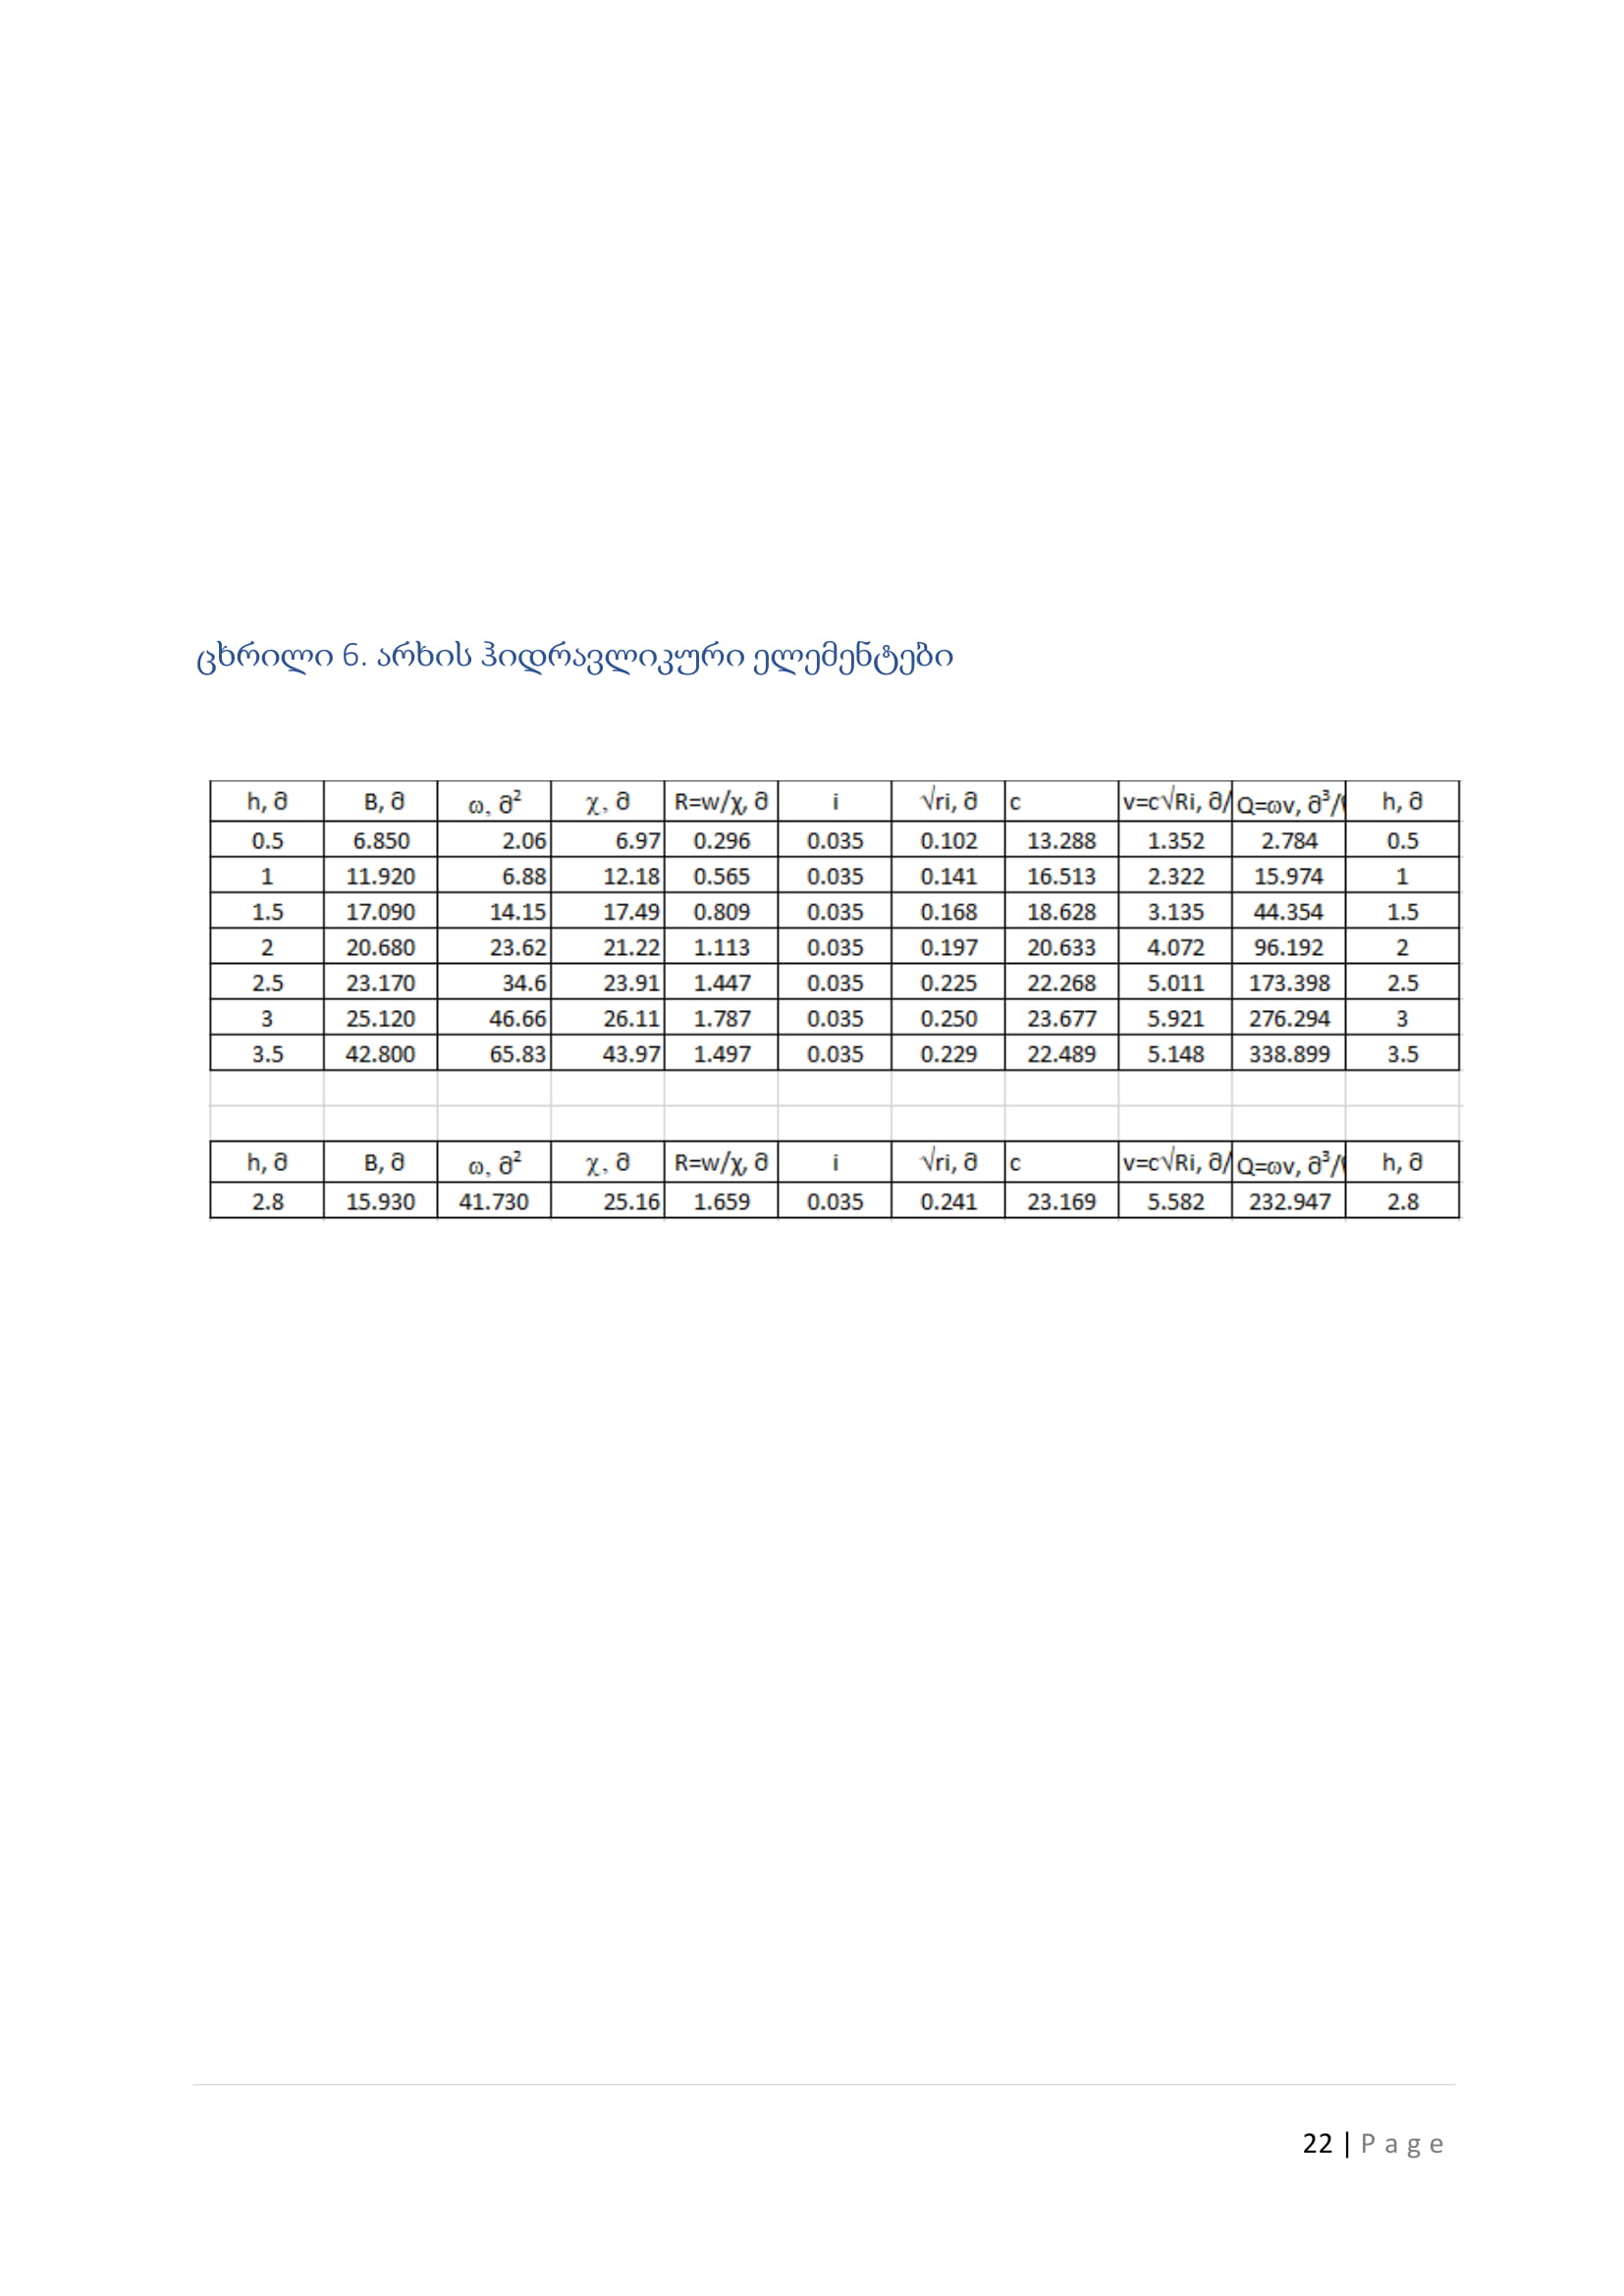 ცხრილი 6. არხის ჰიდრავლიკური ელემენტები
h, მ B, მ ω, მ² χ, მ R=w/χ, მ i √ri, მ c v=c√Ri, მ/ Q=ωv, მ³/ h, მ
0.5 6.850 2.06 6.97 0.296 0.035 0.102 13.288 1.352 2.784 0.5
1 11.920 6.88 12.18 0.565 0.035 0.141 16.513 2.322 15.974 1
1.5 17.090 14.15 17.49 0.809 0.035 0.168 18.628 3.135 44.354 1.5
2 20.680 23.62 21.22 1.113 0.035 0.197 20.633 4.072 96.192 2
2.5 23.170 34.6 23.91 1.447 0.035 0.225 22.268 5.011 173.398 2.5
3 25.120 46.66 26.11 1.787 0.035 0.250 23.677 5.921 276.294 3
3.5 42.800 65.83 43.97 1.497 0.035 0.229 22.489 5.148 338.899 3.5
h, მ B, მ ω, მ² χ, მ R=w/χ, მ i √ri, მ c v=c√Ri, მ/ Q=ωv, მ³/ h, მ
2.8 15.930 41.730 25.16 1.659 0.035 0.241 23.169 5.582 232.947 2.8
22 | Page